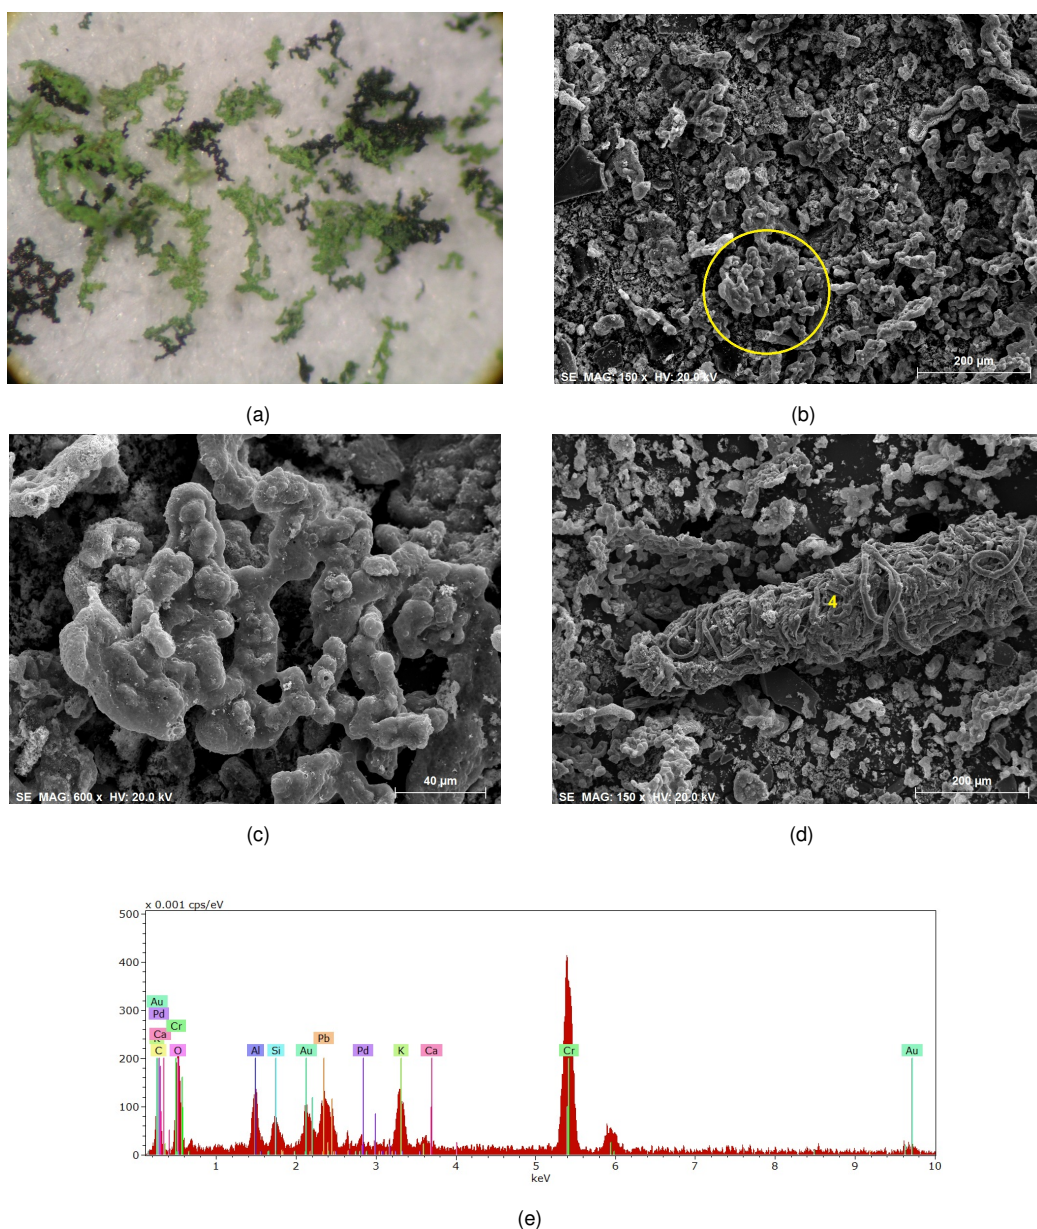 200 µm
SE MAG: 150 x HV: 20.0 kV
(a)
(b)
40 µm
SE MAG: 600 x HV: 20.0 kV
4
200 µm
SE MAG: 150 x HV: 20.0 kV
(c)
(d)
x 0.001 cps/eV
500
400
300
200
100
0
Au
Pd
Cr
Ca
C
O
Al
Si
Au
Pb
Pd
K
Ca
Cr
Au
1
2
3
4
5
6
7
8
9
10
keV
(e)